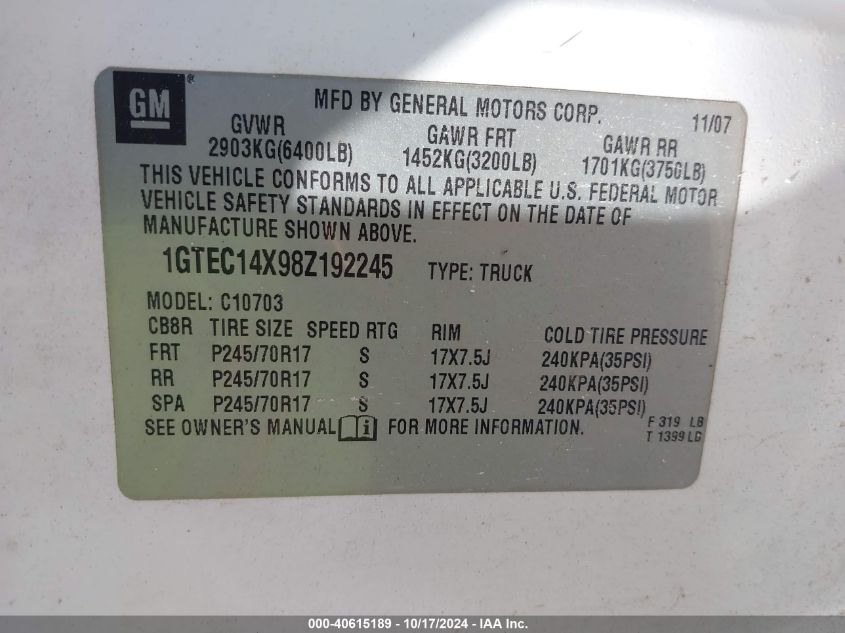 GM ®
MFD BY GENERAL MOTORS CORP. 11/07
GVWR GAWR FRT GAWR RR
2903KG(6400LB) 1452KG(3200LB) 1701KG(3750LB)
THIS VEHICLE CONFORMS TO ALL APPLICABLE U.S. FEDERAL MOTOR
VEHICLE SAFETY STANDARDS IN EFFECT ON THE DATE OF
MANUFACTURE SHOWN ABOVE.
1GTEC14X98Z192245 TYPE: TRUCK
MODEL: C10703
CB8R TIRE SIZE SPEED RTG RIM COLD TIRE PRESSURE
FRT P245/70R17 S 17X7.5J 240KPA(35PSI)
RR P245/70R17 S 17X7.5J 240KPA(35PSI)
SPA P245/70R17 S 17X7.5J 240KPA(35PSI)
SEE OWNER'S MANUAL i FOR MORE INFORMATION.
F 319 LB
T 1399 LG
000-40615189 - 10/17/2024 - IAA Inc.